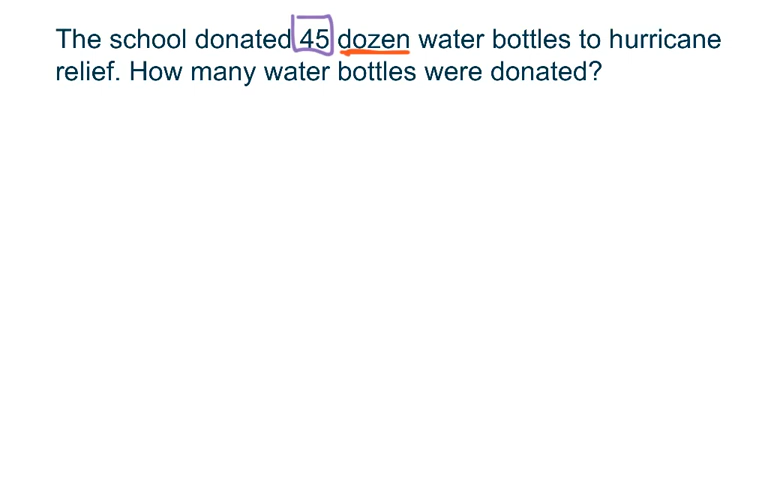 The school donated 45 dozen water bottles to hurricane
relief. How many water bottles were donated?